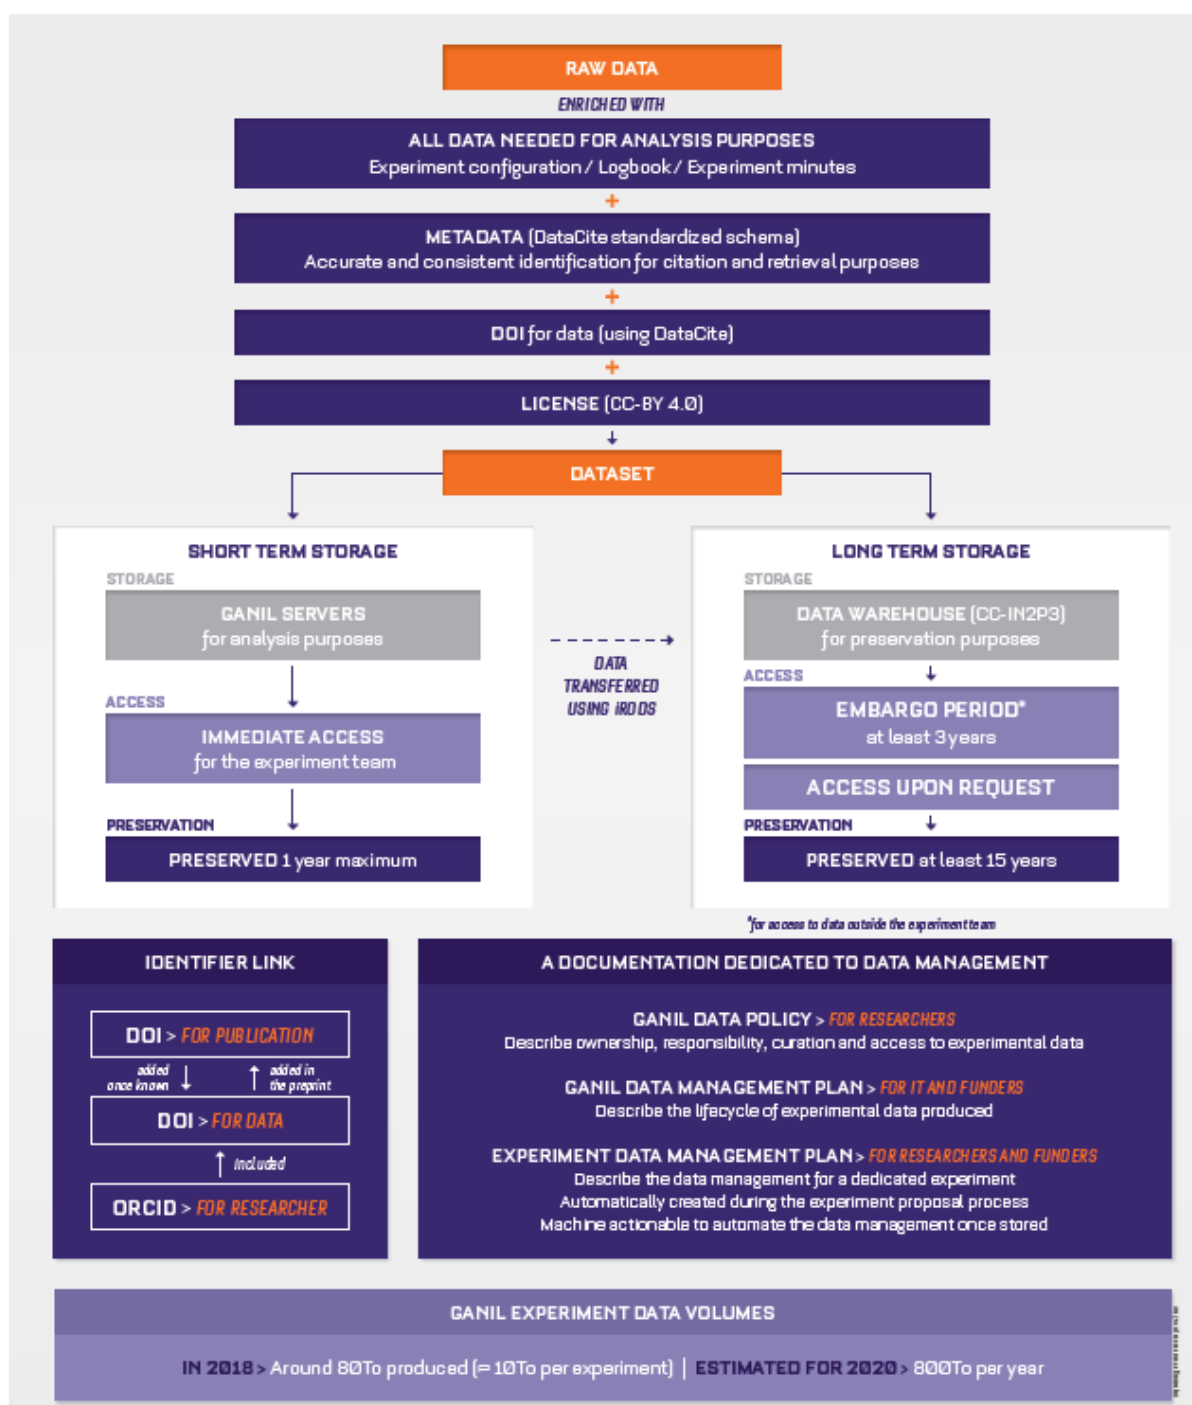 RAW DATA
ENRICHED WITH
ALL DATA NEEDED FOR ANALYSIS PURPOSES
Experiment configuration / Logbook / Experiment minutes
+
METADATA (DataCite standardized schema)
Accurate and consistent identification for citation and retrieval purposes
+
DOI for data (using DataCite)
+
LICENSE (CC-BY 4.0)
DATASET
SHORT TERM STORAGE
STORAGE
GANIL SERVERS
for analysis purposes
ACCESS
IMMEDIATE ACCESS
for the experiment team
PRESERVATION
PRESERVED 1 year maximum
DATA
TRANSFERRED
USING iRODS
LONG TERM STORAGE
STORAGE
DATA WAREHOUSE (CC-IN2P3)
for preservation purposes
ACCESS
EMBARGO PERIOD*
at least 3 years
ACCESS UPON REQUEST
PRESERVATION
PRESERVED at least 15 years
*for access to data outside the experiment team
IDENTIFIER LINK
DOI > FOR PUBLICATION
added
once known
added in
the preprint
DOI > FOR DATA
included
ORCID > FOR RESEARCHER
A DOCUMENTATION DEDICATED TO DATA MANAGEMENT
GANIL DATA POLICY > FOR RESEARCHERS
Describe ownership, responsibility, curation and access to experimental data
GANIL DATA MANAGEMENT PLAN > FOR IT AND FUNDERS
Describe the lifecycle of experimental data produced
EXPERIMENT DATA MANAGEMENT PLAN > FOR RESEARCHERS AND FUNDERS
Describe the data management for a dedicated experiment
Automatically created during the experiment proposal process
Machine actionable to automate the data management once stored
GANIL EXPERIMENT DATA VOLUMES
IN 2018 > Around 80To produced (= 10To per experiment) | ESTIMATED FOR 2020 > 800To per year